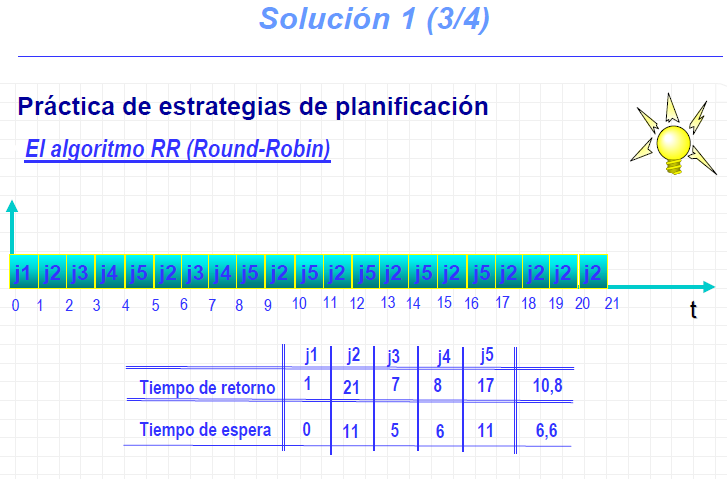 Solución 1 (3/4)
Práctica de estrategias de planificación
El algoritmo RR (Round-Robin)
j1 j2 j3 j4 j5 j2 j3 j4 j5 j2 j5 j2 j5 j2 j5 j2 j5 j2 j2 j2 j2
0 1 2 3 4 5 6 7 8 9 10 11 12 13 14 15 16 17 18 19 20 21
t
j1 j2 j3 j4 j5
Tiempo de retorno 1 21 7 8 17 10,8
Tiempo de espera 0 11 5 6 11 6,6